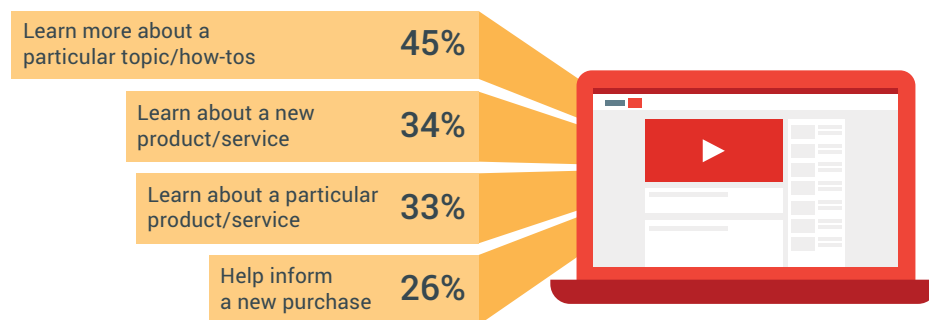 Learn more about a
particular topic/how-tos
45%
Learn about a new
product/service
34%
Learn about a particular
product/service
33%
Help inform
a new purchase
26%